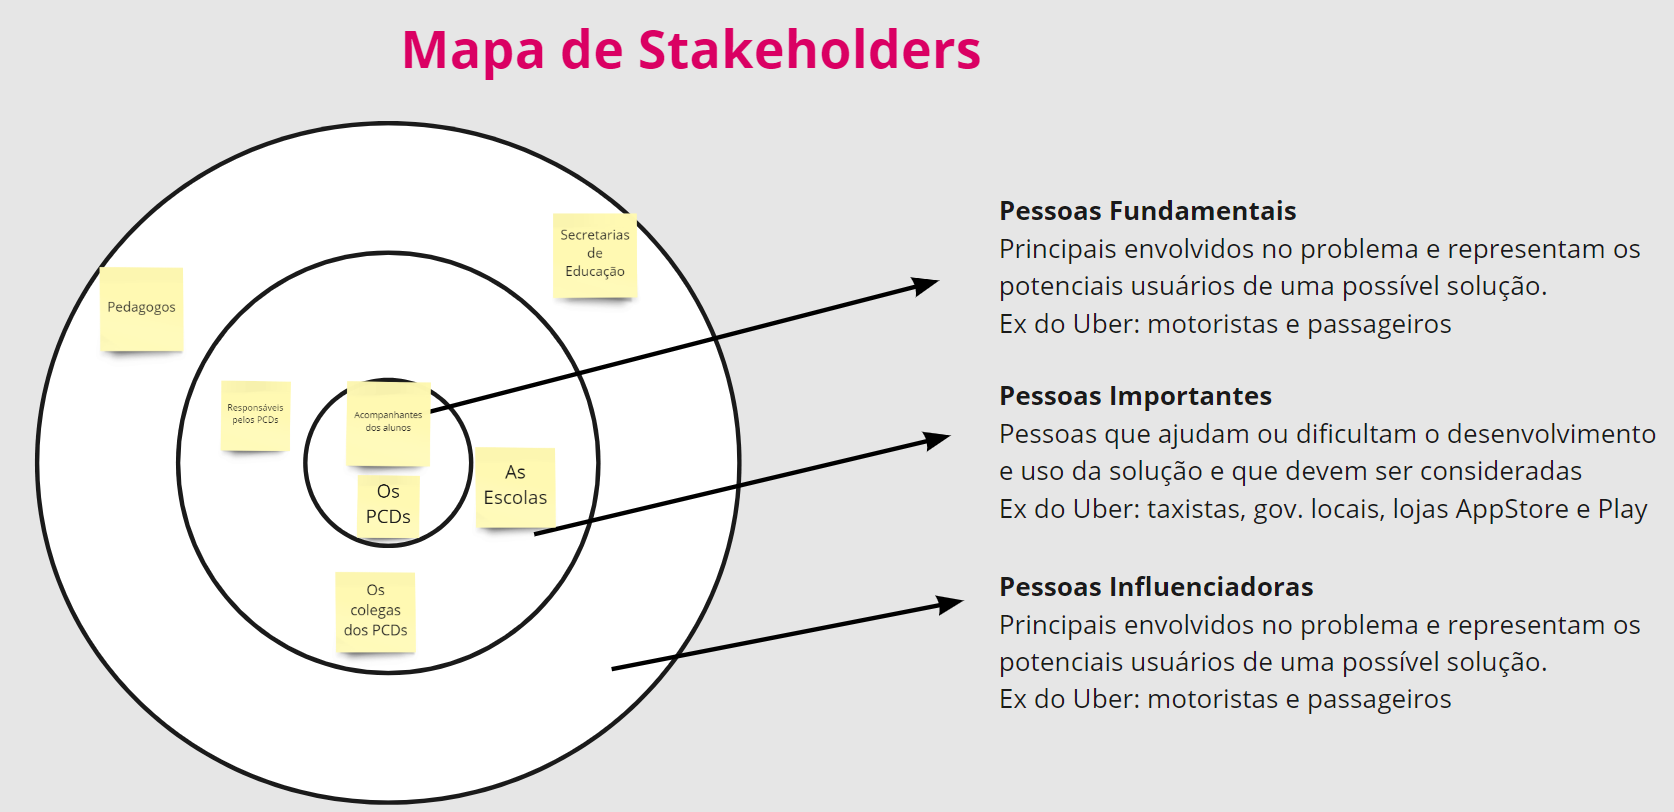 Mapa de Stakeholders
Secretarias
de
Educação
Pedagogos
Responsáveis
pelos PCDs
Acompanhantes
dos alunos
As
Escolas
Os
PCDs
Os
colegas
dos PCDs
Pessoas Fundamentais
Principais envolvidos no problema e representam os
potenciais usuários de uma possível solução.
Ex do Uber: motoristas e passageiros
Pessoas Importantes
Pessoas que ajudam ou dificultam o desenvolvimento
e uso da solução e que devem ser consideradas
Ex do Uber: taxistas, gov. locais, lojas AppStore e Play
Pessoas Influenciadoras
Principais envolvidos no problema e representam os
potenciais usuários de uma possível solução.
Ex do Uber: motoristas e passageiros